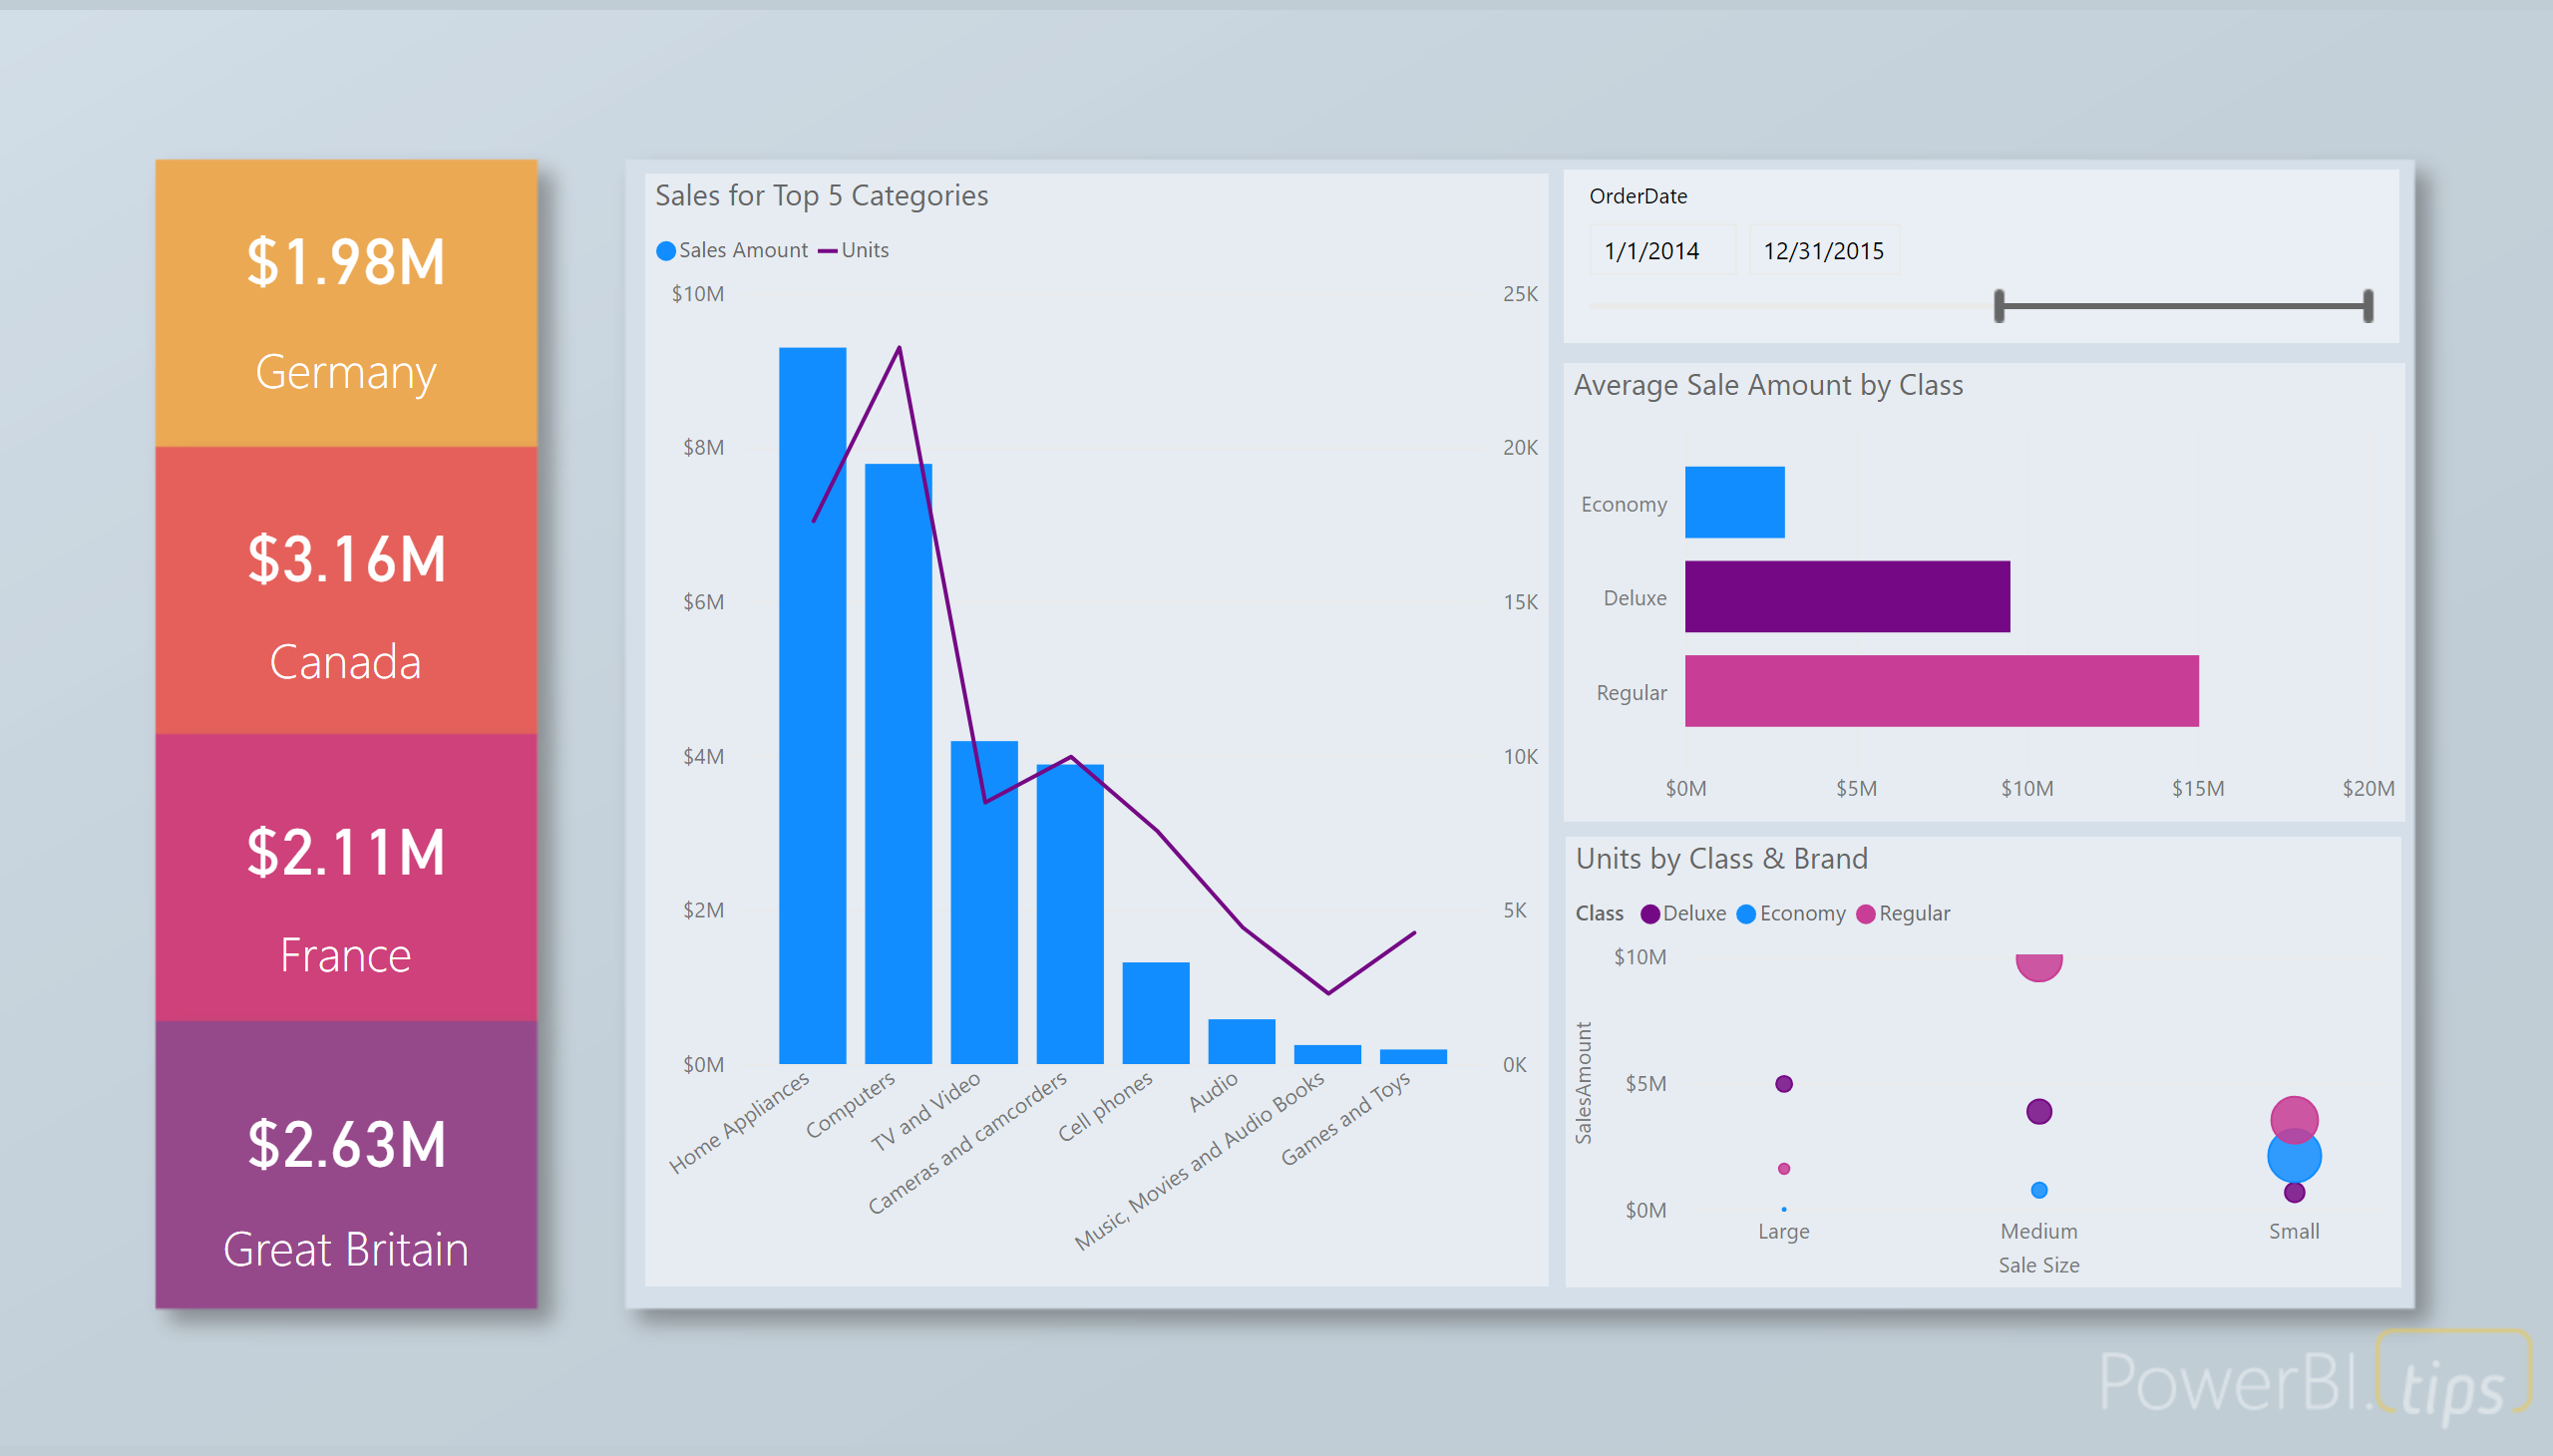 $1.98M
Germany
$3.16M
Canada
$2.11M
France
$2.63M
Great Britain
Sales for Top 5 Categories
Sales Amount Units
$10M
$8M
$6M
$4M
$2M
$0M
25K
20K
15K
10K
5K
0K
Home Appliances
Computers
TV and Video
Cameras and camcorders
Cell phones
Audio
Music, Movies and Audio Books
Games and Toys
OrderDate
1/1/2014 12/31/2015
Average Sale Amount by Class
Economy
Deluxe
Regular
$0M $5M $10M $15M $20M
Units by Class & Brand
Class Deluxe Economy Regular
SalesAmount
$10M
$5M
$0M
Large Medium Small
Sale Size
PowerBI.tips